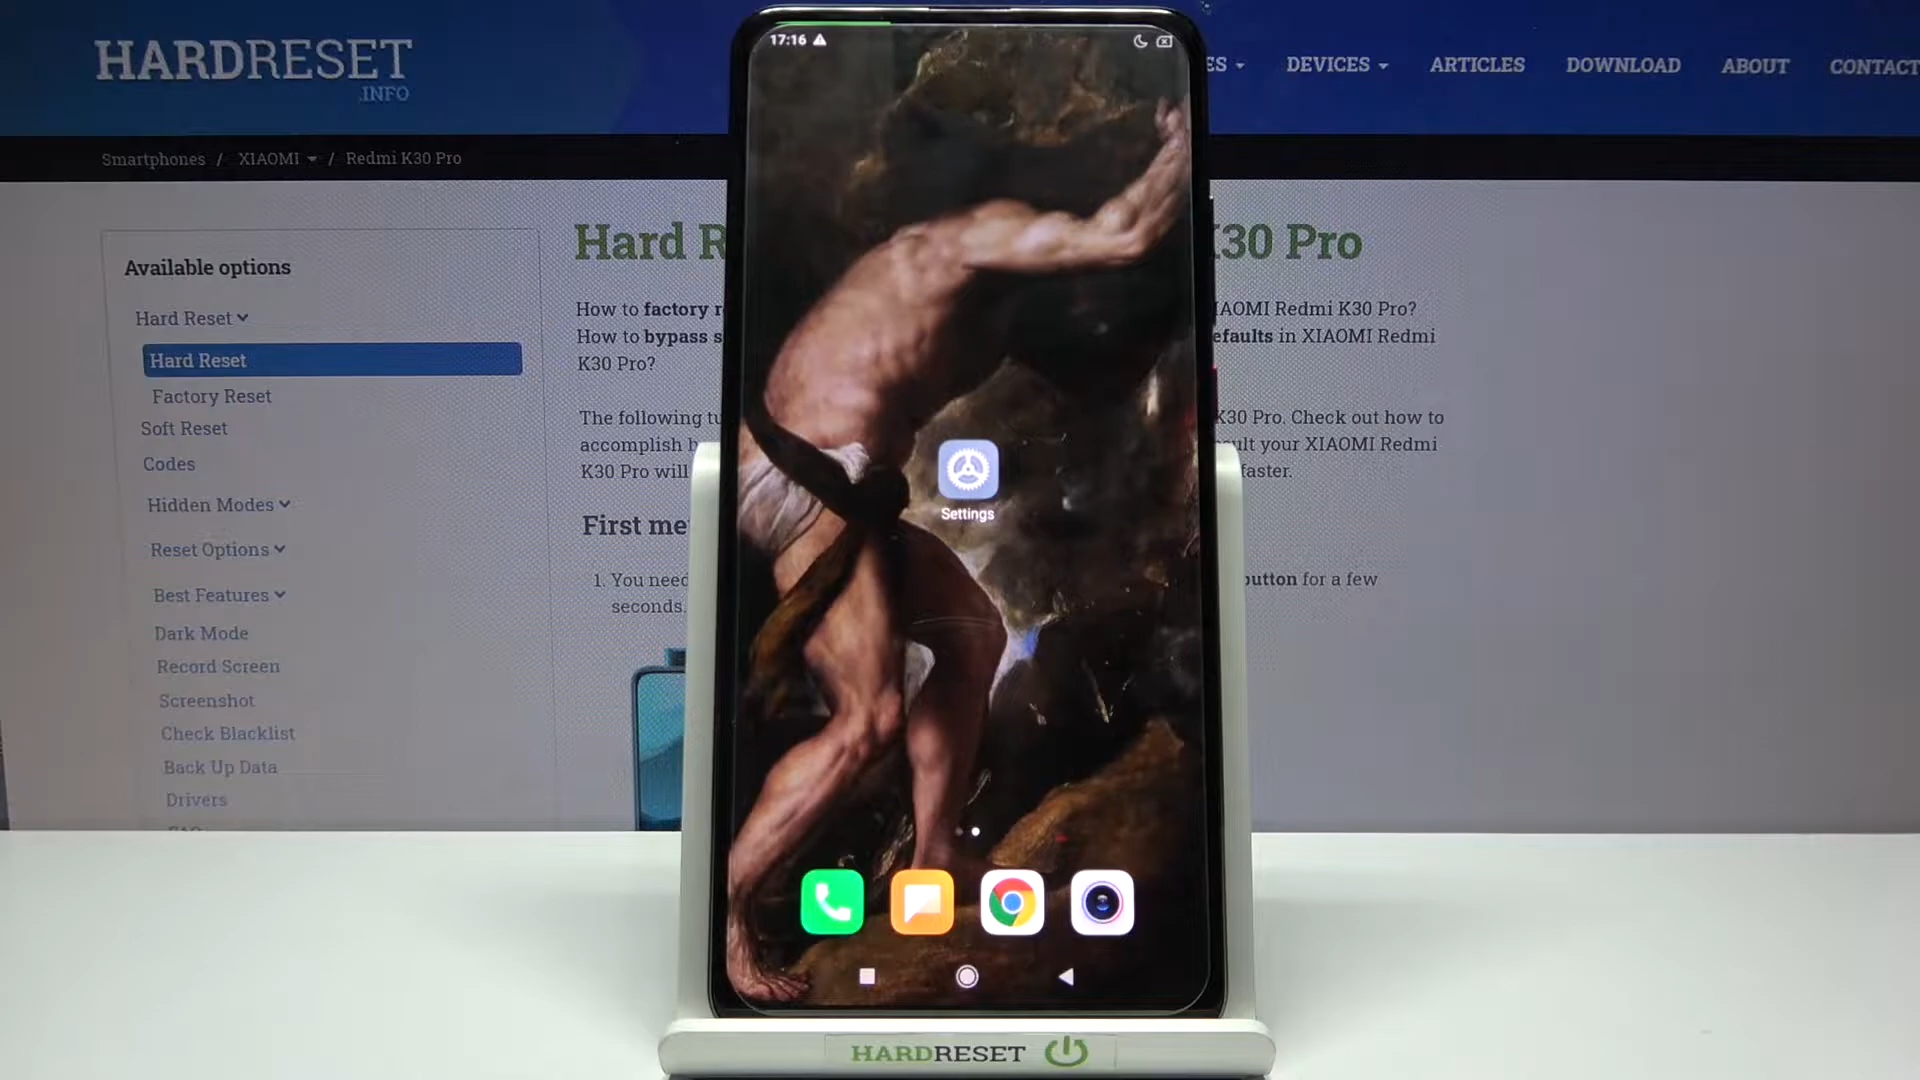 HARDRESET
.INFO
ES DEVICES ARTICLES DOWNLOAD ABOUT CONTACT
Smartphones / XIAOMI / Redmi K30 Pro
Available options
Hard Reset
Hard Reset
Factory Reset
Soft Reset
Codes
Hidden Modes
Reset Options
Best Features
Dark Mode
Record Screen
Screenshot
Check Blacklist
Back Up Data
Drivers
Hard R K30 Pro
How to factory r IAOMI Redmi K30 Pro?
How to bypass s efaults in XIAOMI Redmi
K30 Pro?
The following tu K30 Pro. Check out how to
accomplish h ult your XIAOMI Redmi
K30 Pro will faster.
First me
1. You need button for a few
seconds.
17:16
Settings
HARDRESET